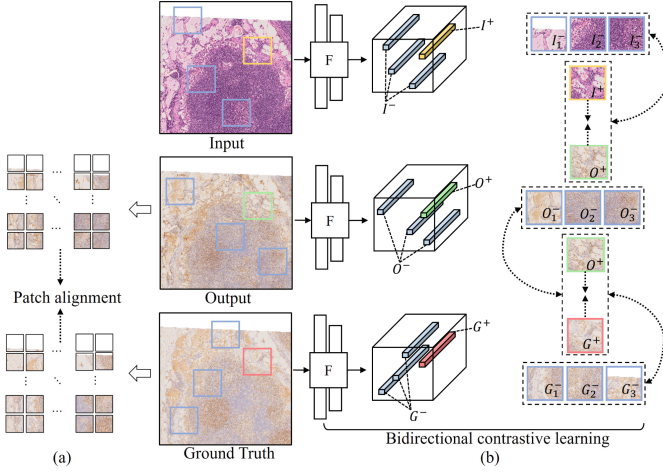 F
I⁺
I⁻
Input
I₁⁻ I₂⁻ I₃⁻
I⁺
O⁺
F
O⁺
O⁻
Output
O₁⁻ O₂⁻ O₃⁻
Patch alignment
O⁺
G⁺
F
G⁺
G⁻
Ground Truth
G₁⁻ G₂⁻ G₃⁻
Bidirectional contrastive learning
(a)
(b)